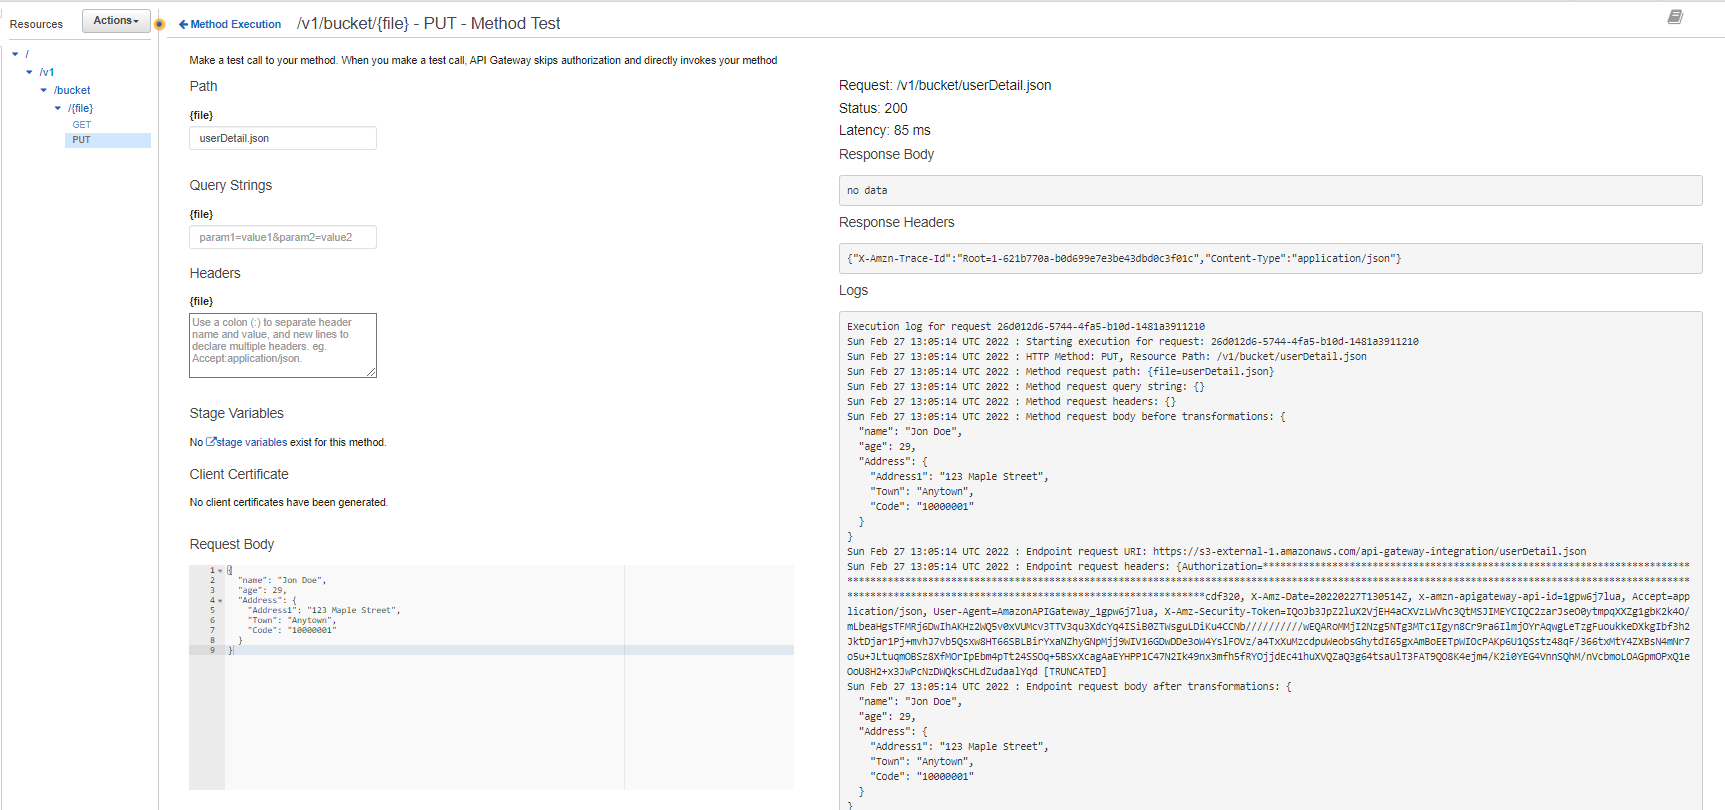 Resources
Actions
Method Execution
/v1/bucket/{file} - PUT - Method Test
/
/v1
/bucket
/{file}
GET
PUT
Make a test call to your method. When you make a test call, API Gateway skips authorization and directly invokes your method
Path
{file}
userDetail.json
Query Strings
{file}
param1=value1&param2=value2
Headers
{file}
Use a colon (:) to separate header
name and value, and new lines to
declare multiple headers. eg.
Accept:application/json.
Stage Variables
No stage variables exist for this method.
Client Certificate
No client certificates have been generated.
Request Body
1 {
2 "name": "Jon Doe",
3 "age": 29,
4 "Address": {
5 "Address1": "123 Maple Street",
6 "Town": "Anytown",
7 "Code": "10000001"
8 }
9 }
Request: /v1/bucket/userDetail.json
Status: 200
Latency: 85 ms
Response Body
no data
Response Headers
{"X-Amzn-Trace-Id":"Root=1-621b770a-b0d699e7e3be43dbd0c3f01c","Content-Type":"application/json"}
Logs
Execution log for request 26d012d6-5744-4fa5-b10d-1481a3911210
Sun Feb 27 13:05:14 UTC 2022 : Starting execution for request: 26d012d6-5744-4fa5-b10d-1481a3911210
Sun Feb 27 13:05:14 UTC 2022 : HTTP Method: PUT, Resource Path: /v1/bucket/userDetail.json
Sun Feb 27 13:05:14 UTC 2022 : Method request path: {file=userDetail.json}
Sun Feb 27 13:05:14 UTC 2022 : Method request query string: {}
Sun Feb 27 13:05:14 UTC 2022 : Method request headers: {}
Sun Feb 27 13:05:14 UTC 2022 : Method request body before transformations: {
"name": "Jon Doe",
"age": 29,
"Address": {
"Address1": "123 Maple Street",
"Town": "Anytown",
"Code": "10000001"
}
}
Sun Feb 27 13:05:14 UTC 2022 : Endpoint request URI: https://s3-external-1.amazonaws.com/api-gateway-integration/userDetail.json
Sun Feb 27 13:05:14 UTC 2022 : Endpoint request headers: {Authorization=
cdf320, X-Amz-Date=20220227T130514Z, x-amzn-apigateway-api-id=1gpw6j7lua, Accept=app
lication/json, User-Agent=AmazonAPIGateway_1gpw6j7lua,
[TRUNCATED]
Sun Feb 27 13:05:14 UTC 2022 : Endpoint request body after transformations: {
"name": "Jon Doe",
"age": 29,
"Address": {
"Address1": "123 Maple Street",
"Town": "Anytown",
"Code": "10000001"
}
}